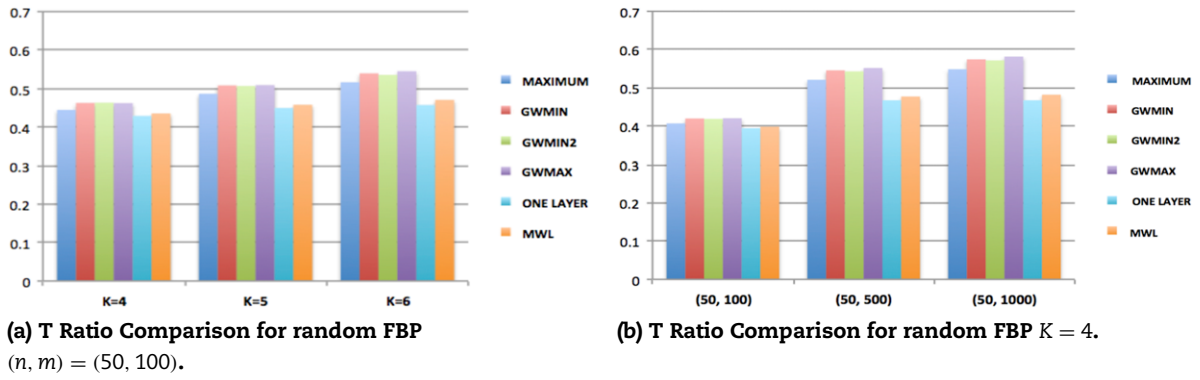 0.7
0.6
0.5
0.4
0.3
0.2
0.1
0
K=4
K=5
K=6
MAXIMUM
GWMIN
GWMIN2
GWMAX
ONE LAYER
MWL
(a) T Ratio Comparison for random FBP
(n, m) = (50, 100).
0.7
0.6
0.5
0.4
0.3
0.2
0.1
0
(50, 100)
(50, 500)
(50, 1000)
MAXIMUM
GWMIN
GWMIN2
GWMAX
ONE LAYER
MWL
(b) T Ratio Comparison for random FBP K = 4.